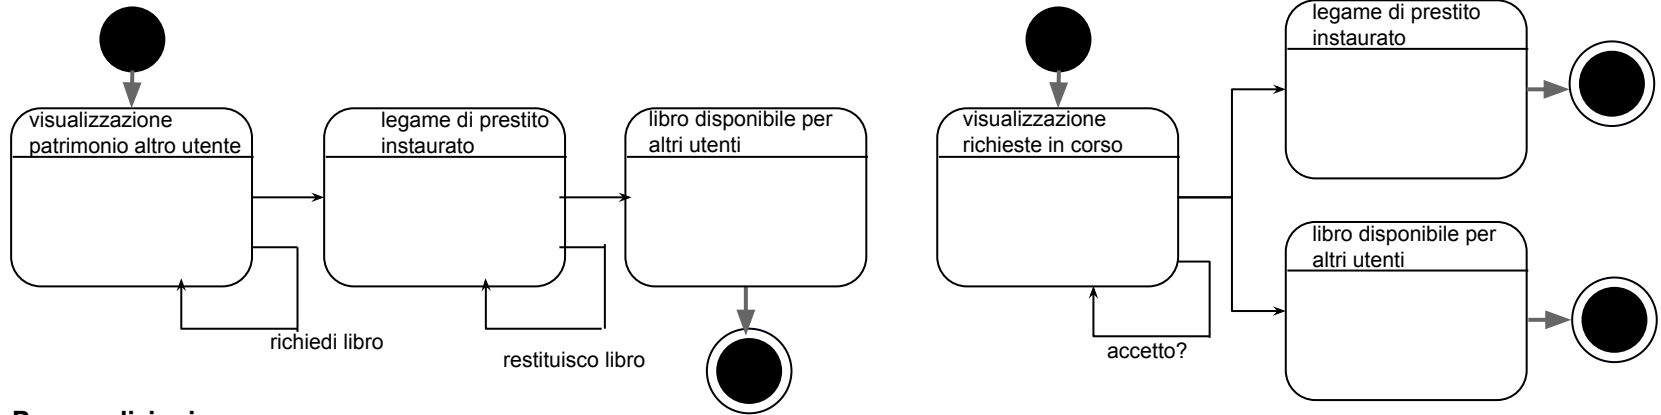 visualizzazione
patrimonio altro utente
richiedi libro
legame di prestito
instaurato
restituisco libro
libro disponibile per
altri utenti
visualizzazione
richieste in corso
accetto?
legame di prestito
instaurato
libro disponibile per
altri utenti